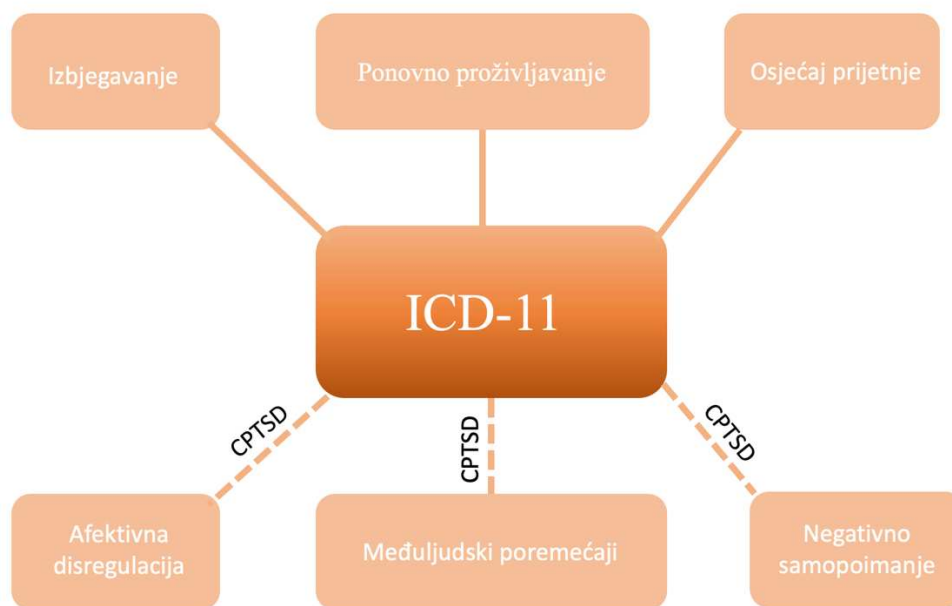 Izbjegavanje
Ponovno proživljavanje
Osjećaj prijetnje
ICD-11
CPTSD
CPTSD
CPTSD
Afektivna
disregulacija
Međuljudski poremećaji
Negativno
samopoimanje